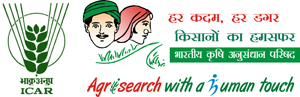 भाकृअनुप
ICAR
हर कदम, हर डगर
किसानों का हमसफर
भारतीय कृषि अनुसंधान परिषद
Agrisearch with a human touch